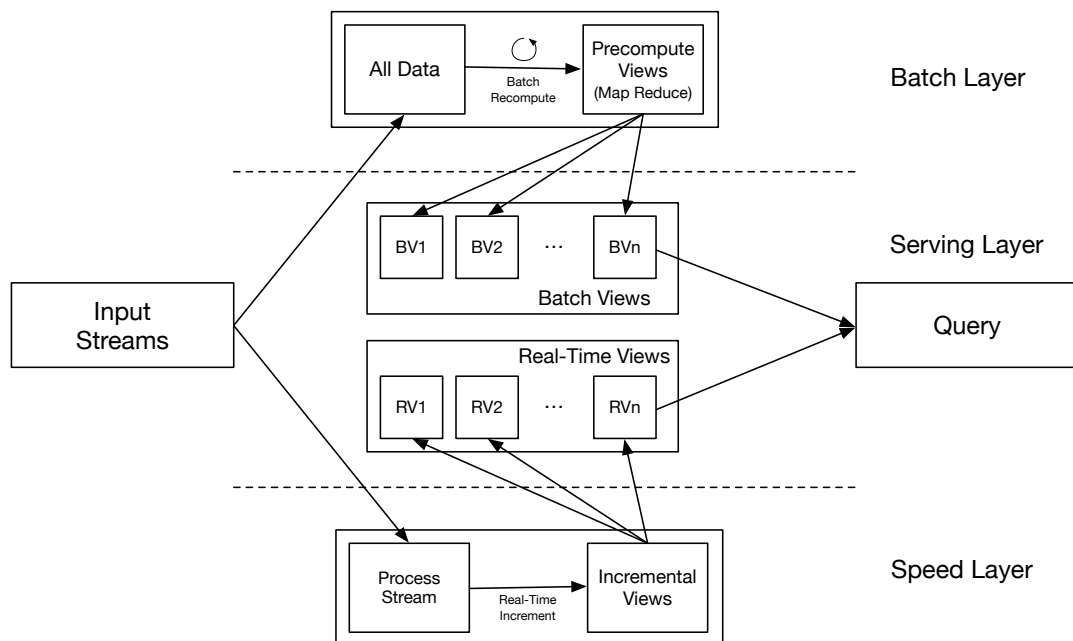 All Data
Batch
Recompute
Precompute
Views
(Map Reduce)
Batch Layer
BV1
BV2
...
BVn
Batch Views
Serving Layer
Input
Streams
Query
Real-Time Views
RV1
RV2
...
RVn
Process
Stream
Real-Time
Increment
Incremental
Views
Speed Layer